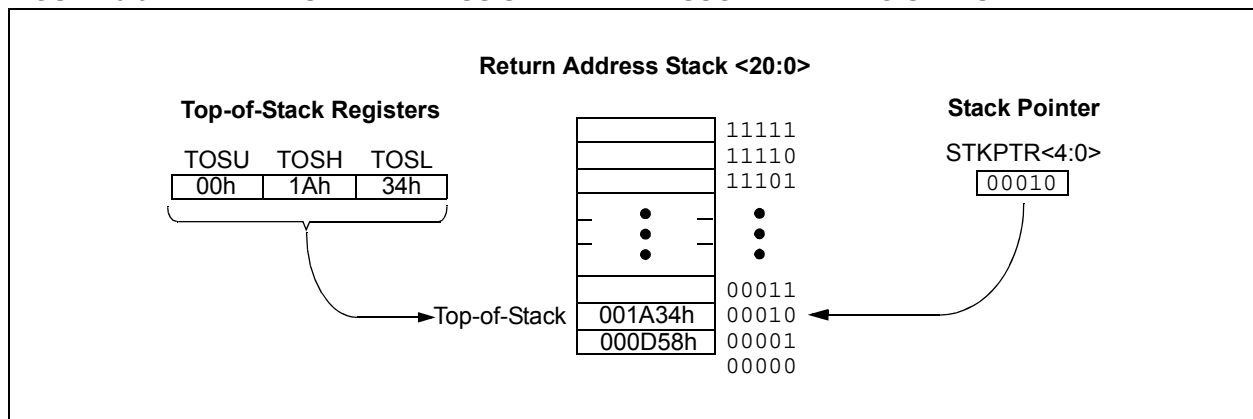 Return Address Stack <20:0>
Top-of-Stack Registers
Stack Pointer
TOSU TOSH TOSL
STKPTR<4:0>
00h 1Ah 34h
00010
11111
11110
11101
00011
Top-of-Stack 001A34h 00010
000D58h 00001
00000